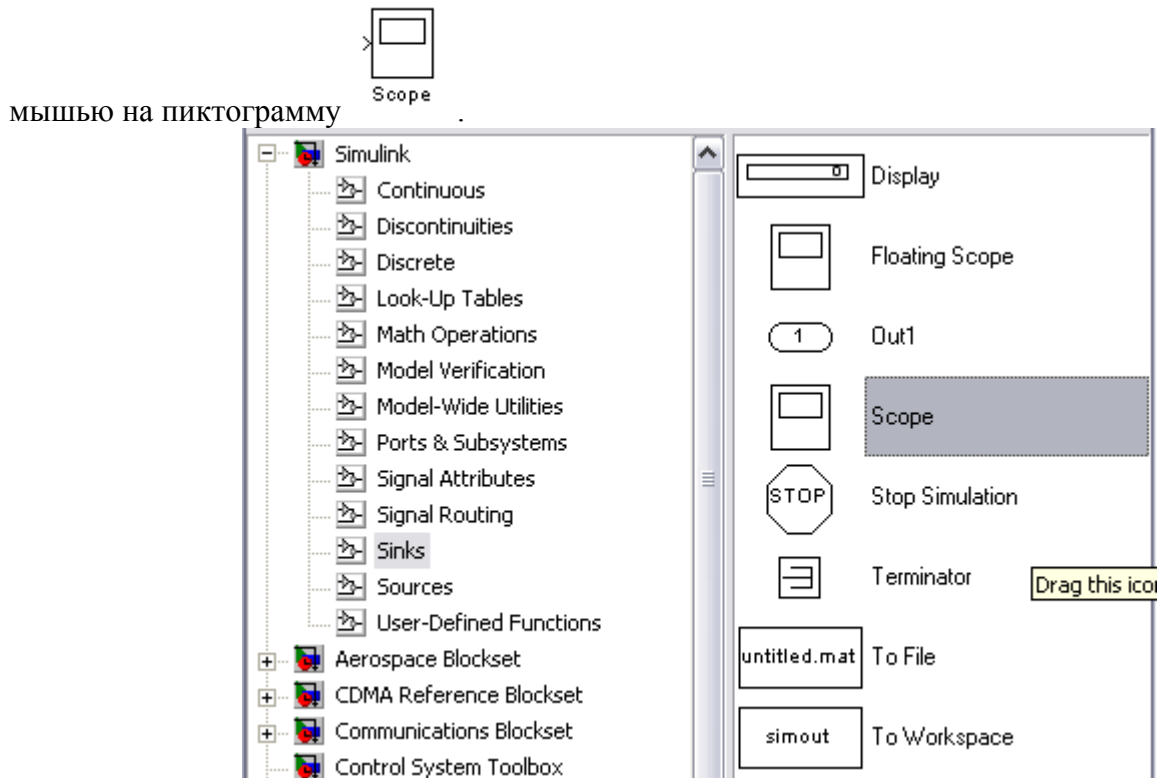 Scope
мышью на пиктограмму .
Simulink
Continuous
Discontinuities
Discrete
Look-Up Tables
Math Operations
Model Verification
Model-Wide Utilities
Ports & Subsystems
Signal Attributes
Signal Routing
Sinks
Sources
User-Defined Functions
Aerospace Blockset
CDMA Reference Blockset
Communications Blockset
Control System Toolbox
0 Display
Floating Scope
1 Out1
Scope
STOP Stop Simulation
Terminator
Drag this ico
untitled.mat To File
simout To Workspace